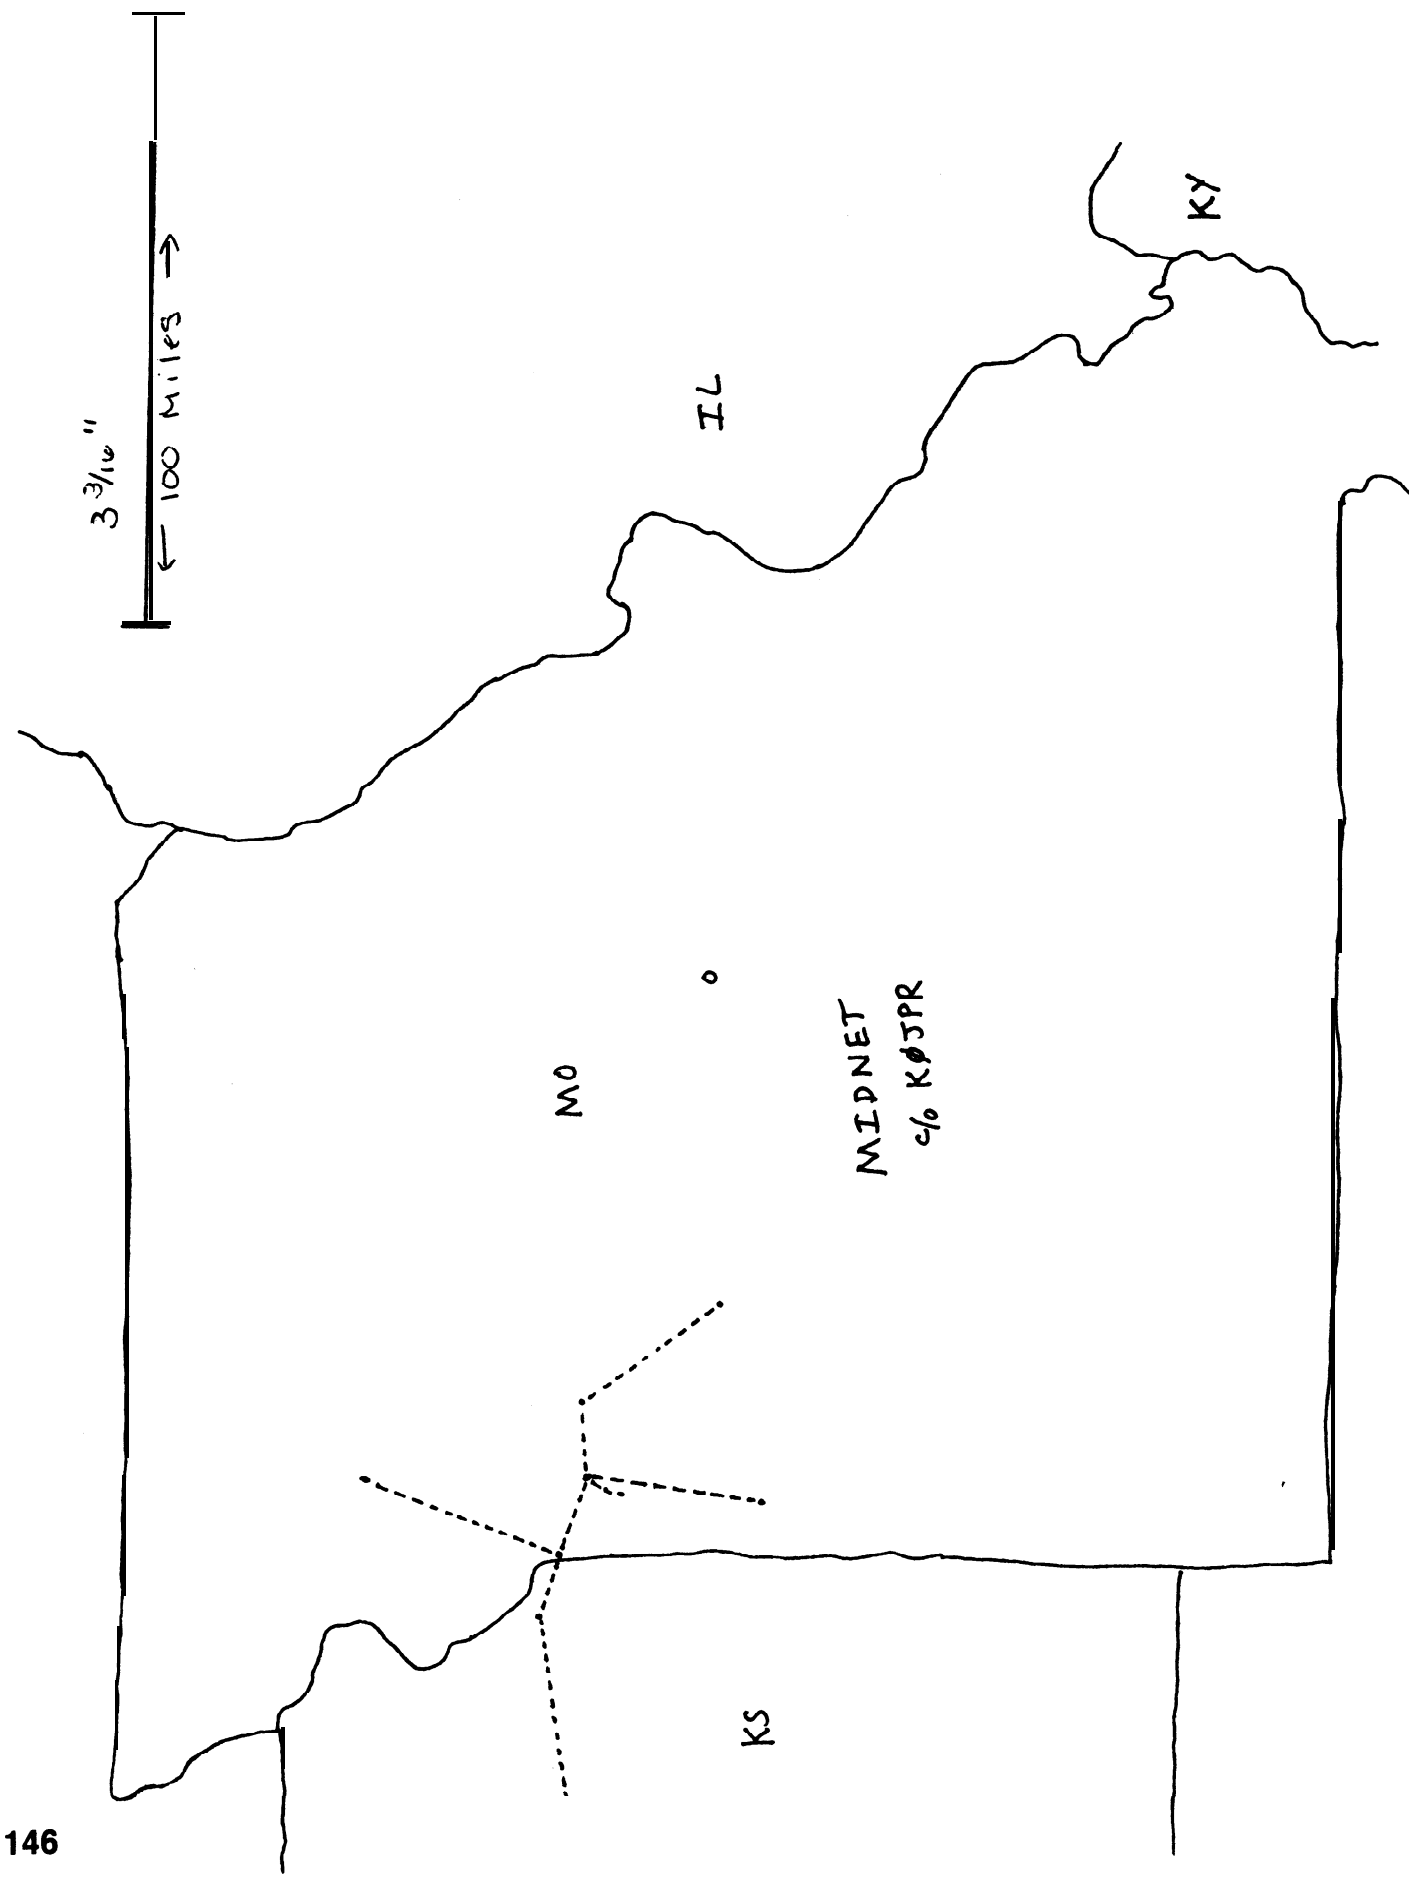 3 3/16 "
← 100 Miles →
IL
KY
MO
MIDNET
c/o KØJPR
KS
146